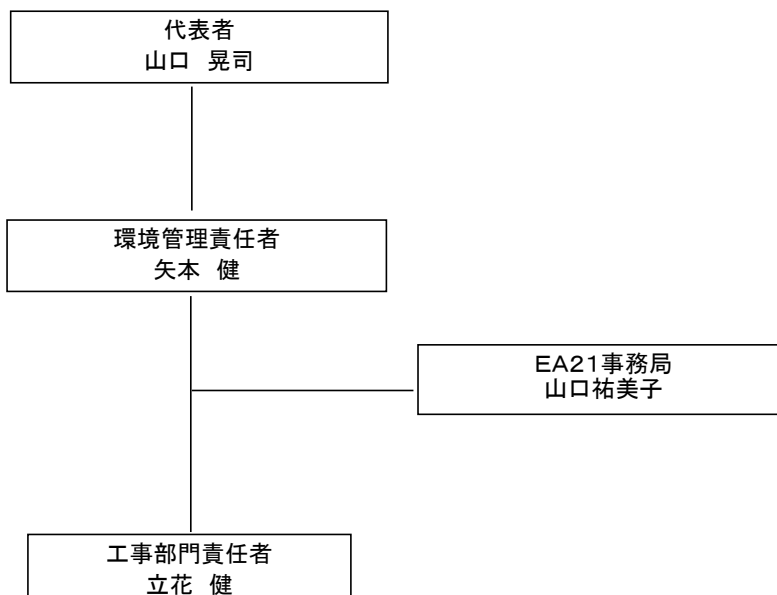 代表者
山口　晃司
環境管理責任者
矢本　健
EA21事務局
山口祐美子
工事部門責任者
立花　健